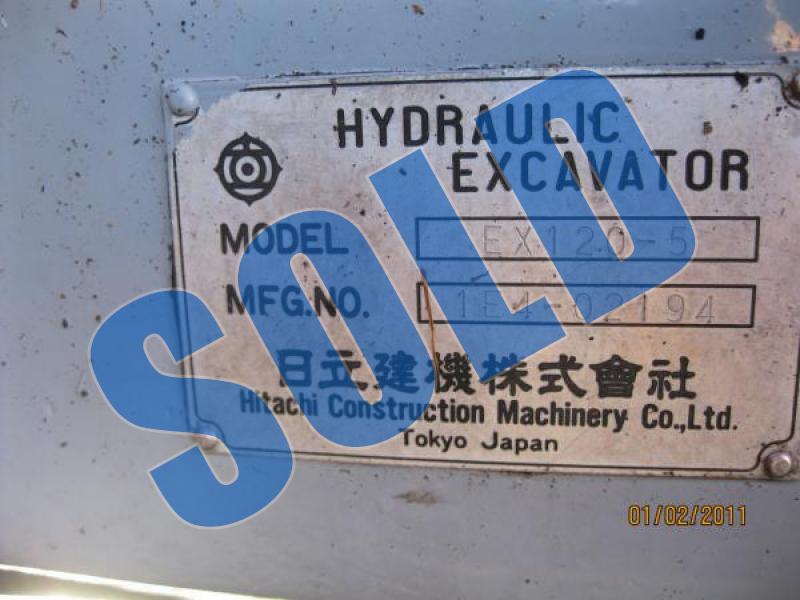 HYDRAULIC
EXCAVATOR
MODEL EX120-5
MFG.NO. 1E4-02194
日立建機株式會社
Hitachi Construction Machinery Co.,Ltd.
Tokyo Japan
SOLD
01/02/2011